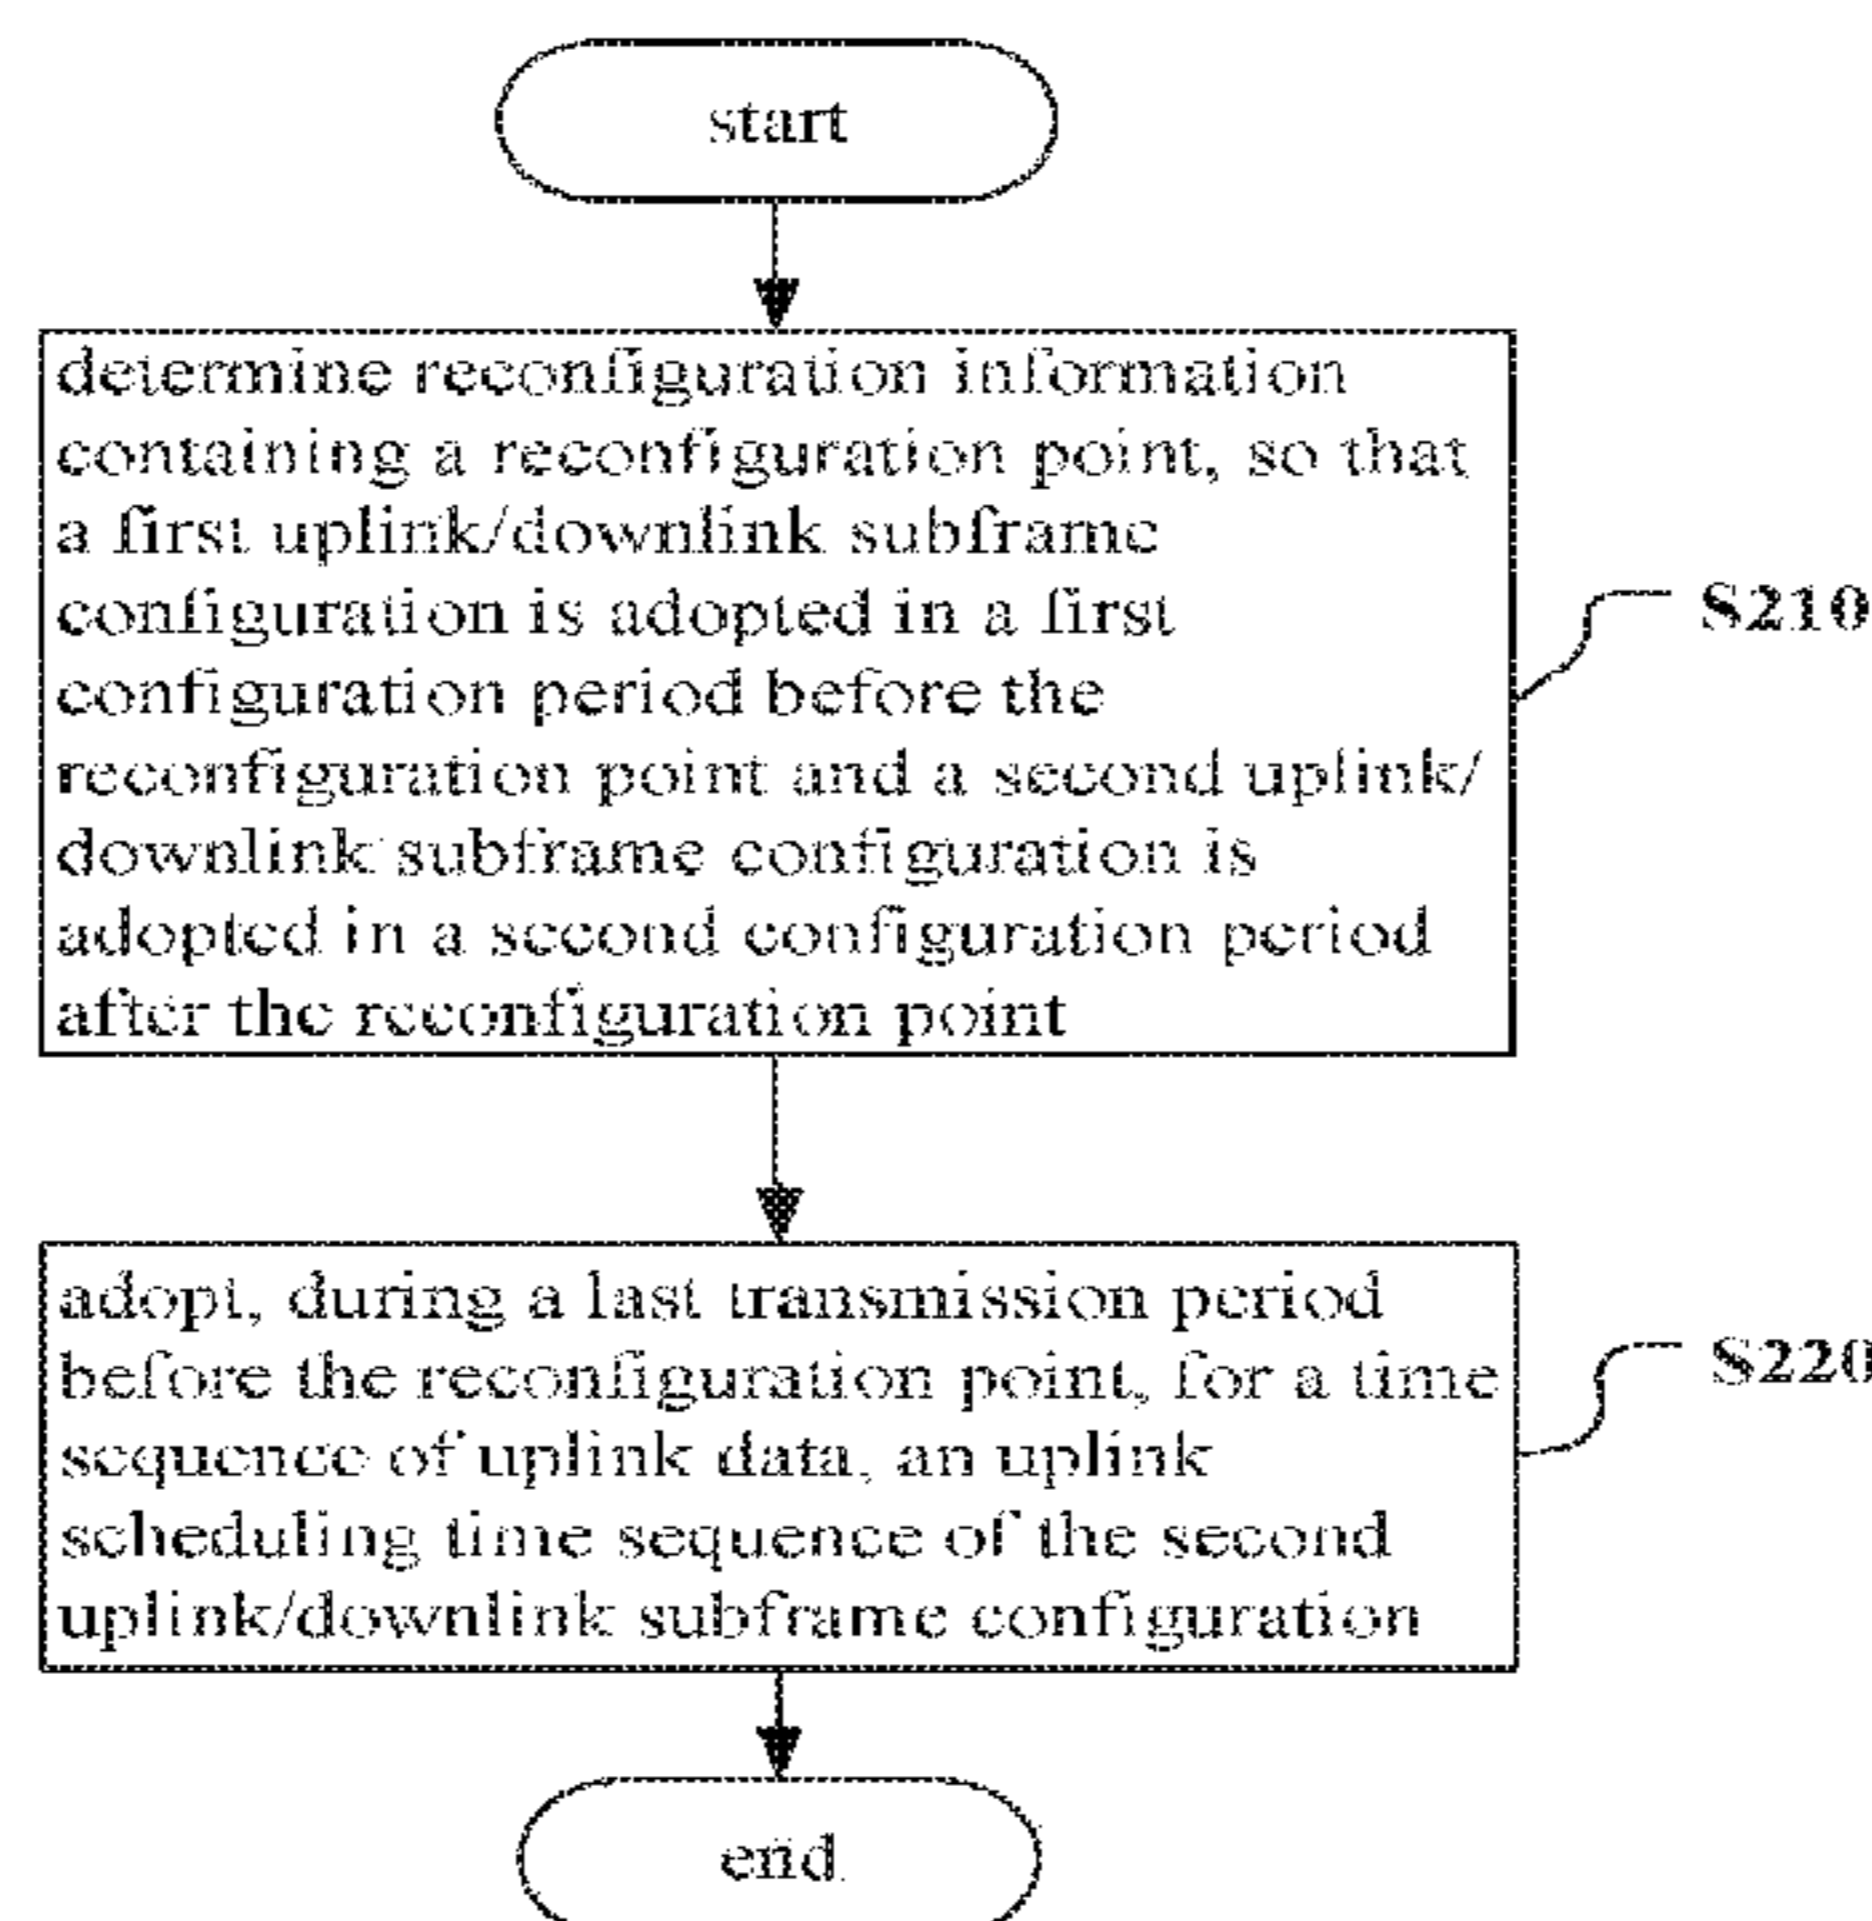 start
determine reconfiguration information
containing a reconfiguration point, so that
a first uplink/downlink subframe
configuration is adopted in a first
configuration period before the
reconfiguration point and a second uplink/
downlink subframe configuration is
adopted in a second configuration period
after the reconfiguration point
S210
adopt, during a last transmission period
before the reconfiguration point, for a time
sequence of uplink data, an uplink
scheduling time sequence of the second
uplink/downlink subframe configuration
S220
end